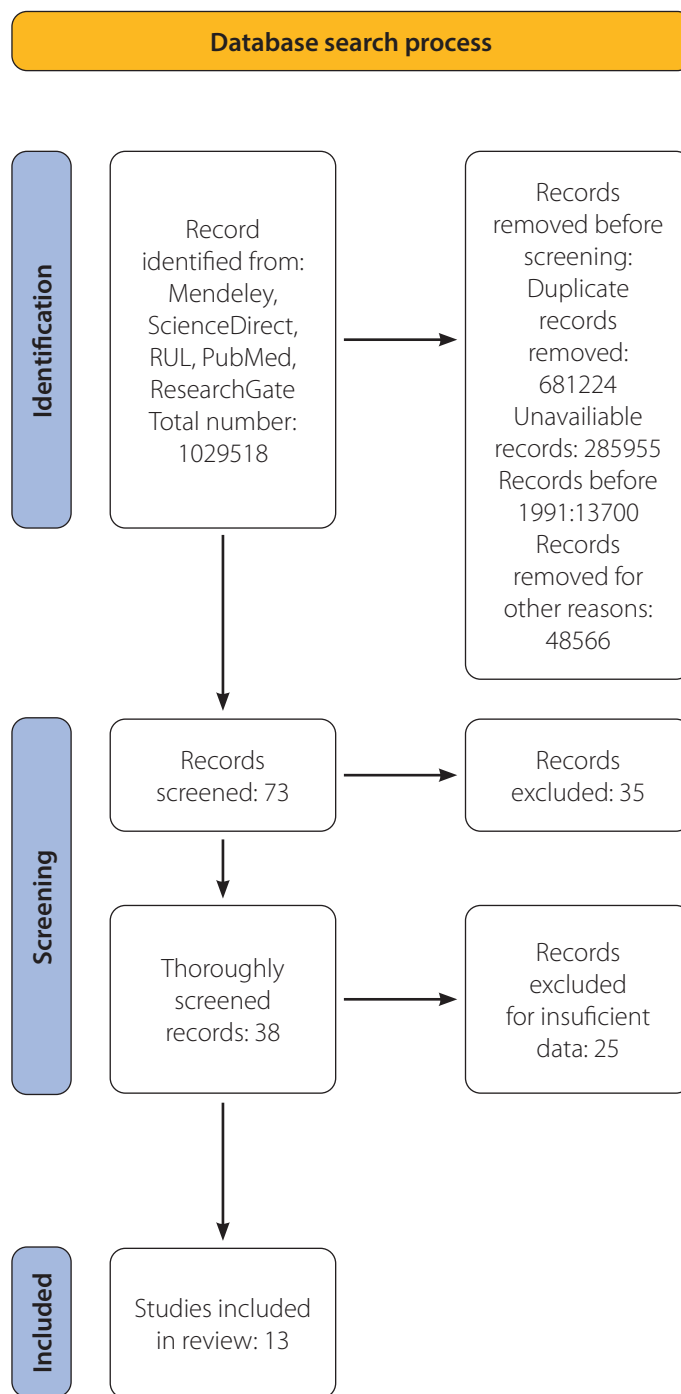 Database search process
Identification
Record
identified from:
Mendeley,
ScienceDirect,
RUL, PubMed,
ResearchGate
Total number:
1029518
Records
removed before
screening:
Duplicate
records
removed:
681224
Unavailiable
records: 285955
Records before
1991:13700
Records
removed for
other reasons:
48566
Screening
Records
screened: 73
Records
excluded: 35
Thoroughly
screened
records: 38
Records
excluded
for insufficient
data: 25
Included
Studies included
in review: 13